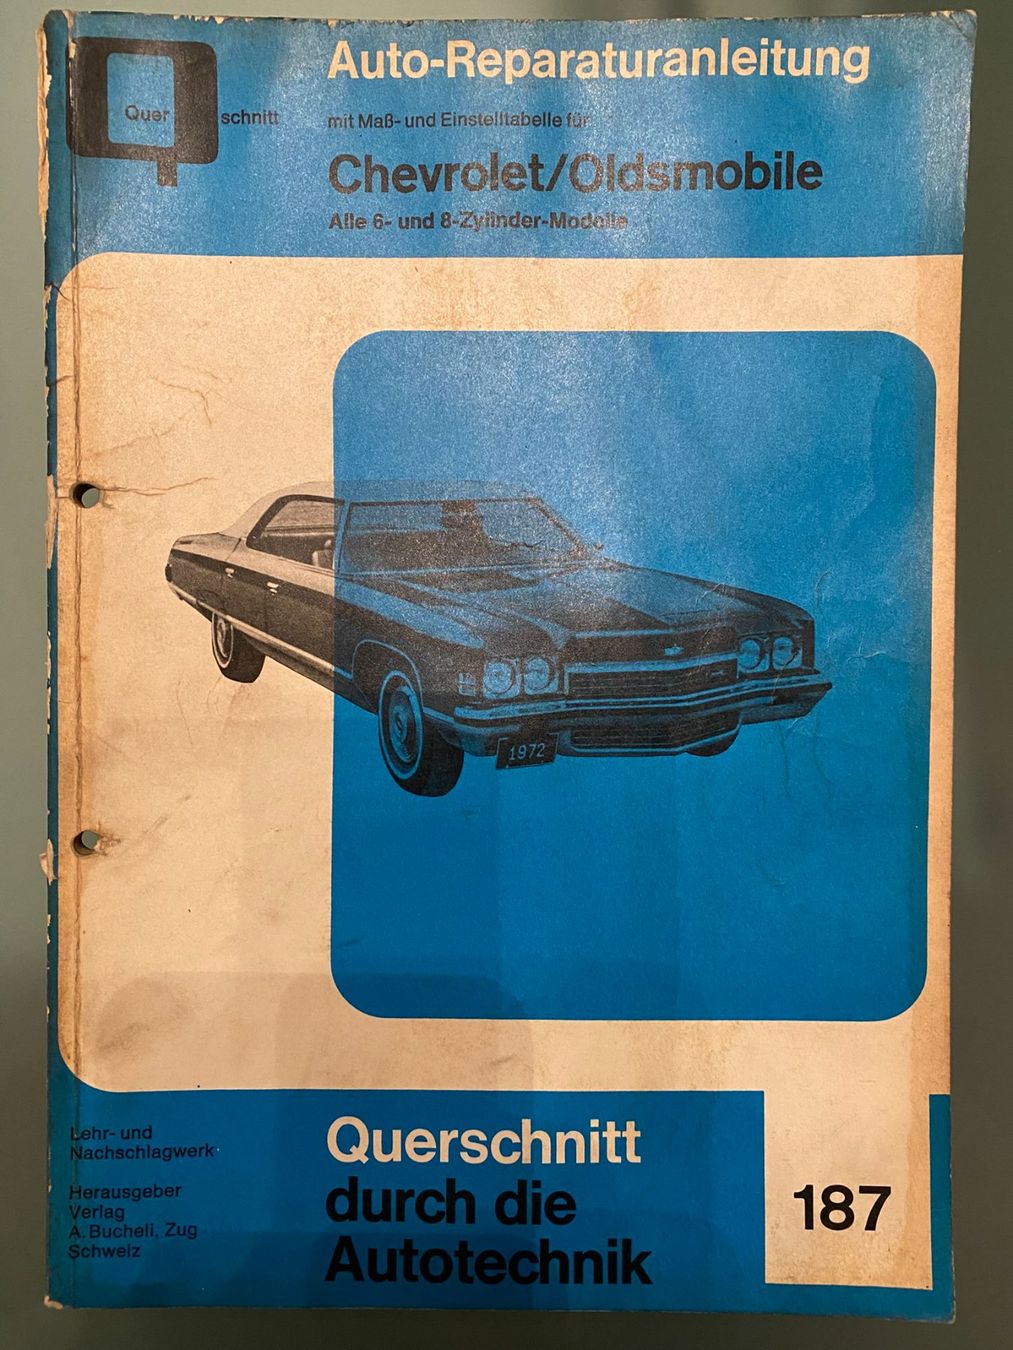 Quer schnitt
Auto-Reparaturanleitung
mit Maß- und Einstelltabelle für
Chevrolet/Oldsmobile
Alle 6- und 8-Zylinder-Modelle
1972
Lehr- und
Nachschlagwerk
Herausgeber
Verlag
A. Bucheli, Zug
Schweiz
Querschnitt
durch die
Autotechnik
187